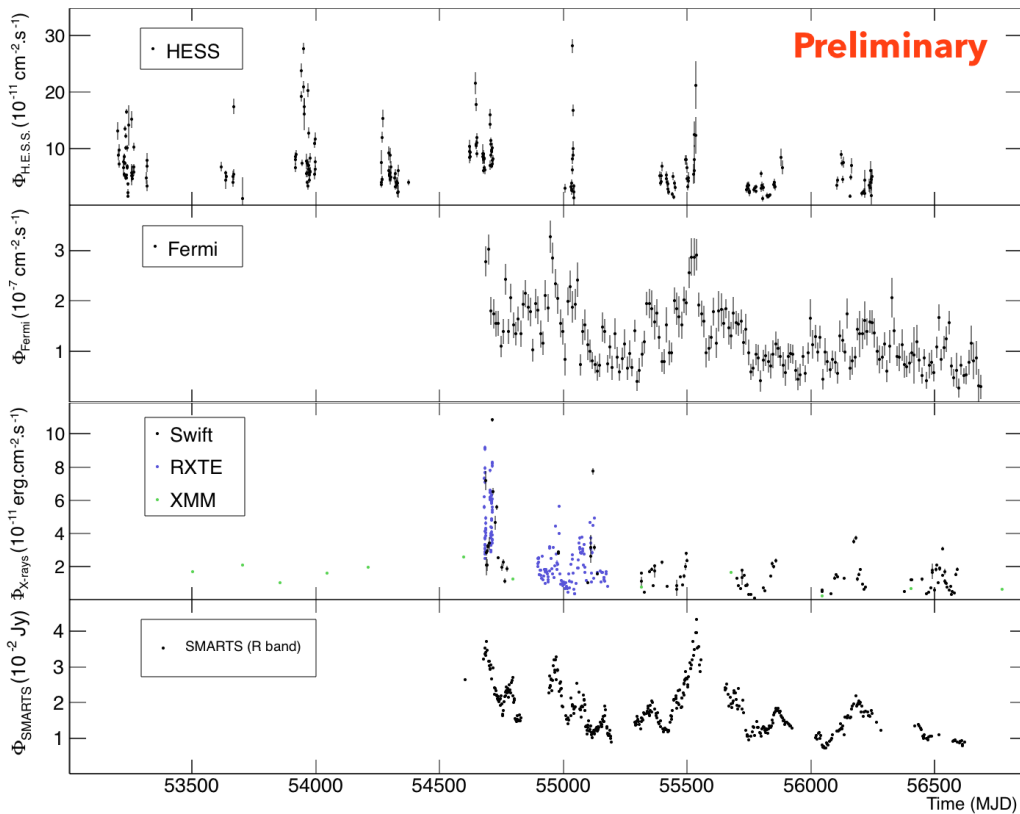 Preliminary
HESS
Φ_H.E.S.S. (10⁻¹¹ cm⁻².s⁻¹)
30
20
10
Fermi
Φ_Fermi (10⁻⁷ cm⁻².s⁻¹)
3
2
1
Swift
RXTE
XMM
Φ_X-rays (10⁻¹¹ erg.cm⁻².s⁻¹)
10
8
6
4
2
SMARTS (R band)
Φ_SMARTS (10⁻² Jy)
4
3
2
1
53500 54000 54500 55000 55500 56000 56500
Time (MJD)